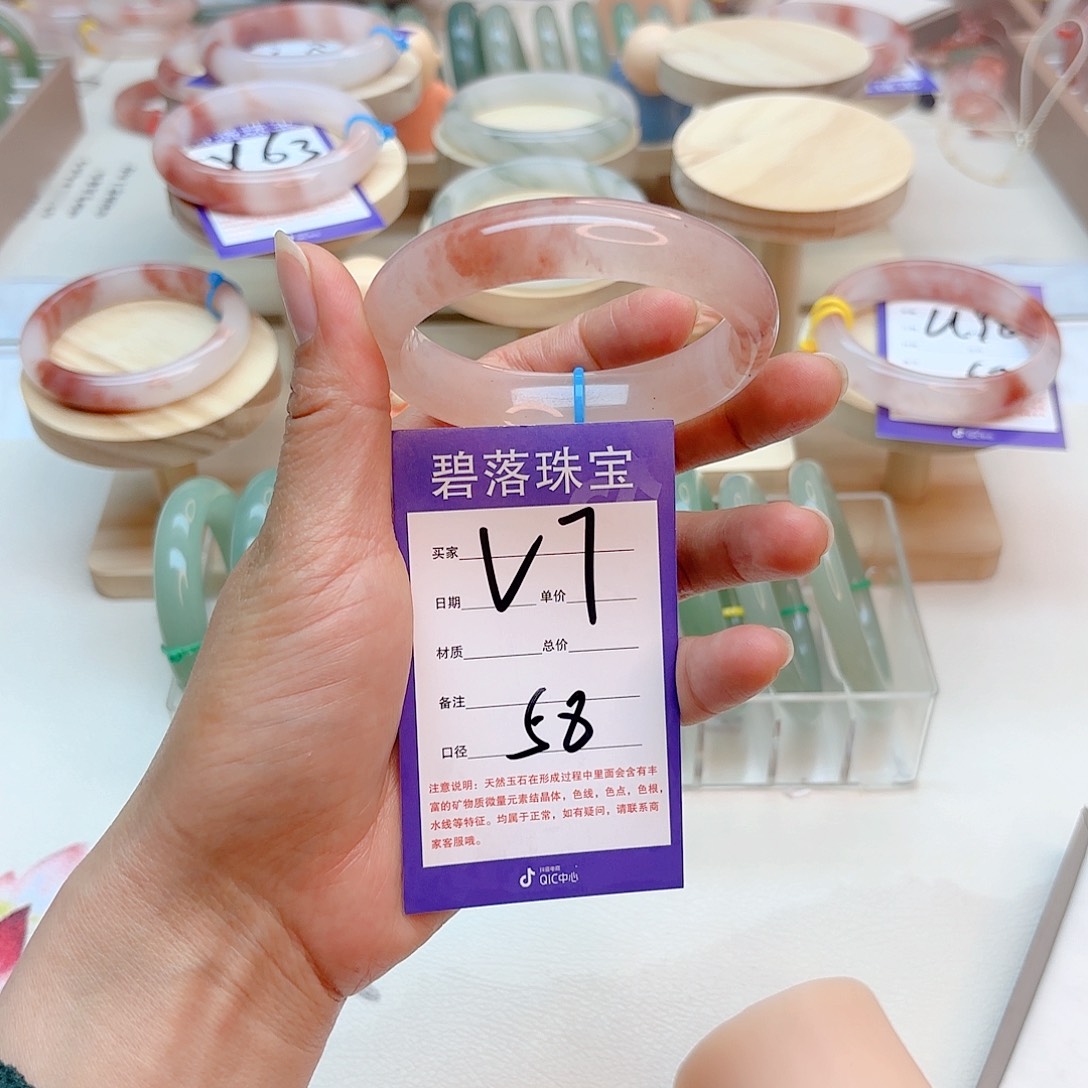 碧落珠宝
V7
买家
日期 单价
材质 总价
备注
58
口径
注意说明：天然玉石在形成过程中里面会含有丰
富的矿物质微量元素结晶体，色线，色点，色根，
水线等特征。均属于正常，如有疑问，请联系商
家客服哦。
抖音电商
QIC中心